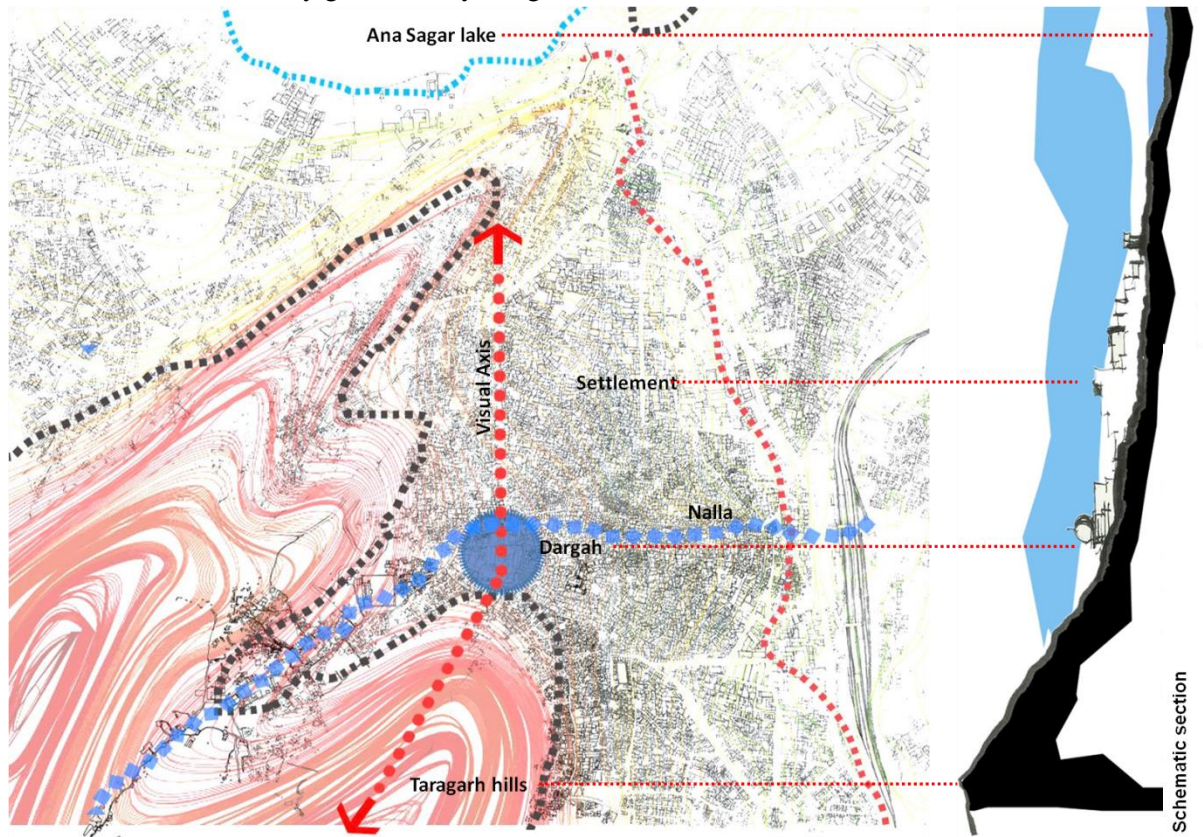 Ana Sagar lake
Visual Axis
Settlement
Nalla
Dargah
Taragarh hills
Schematic section